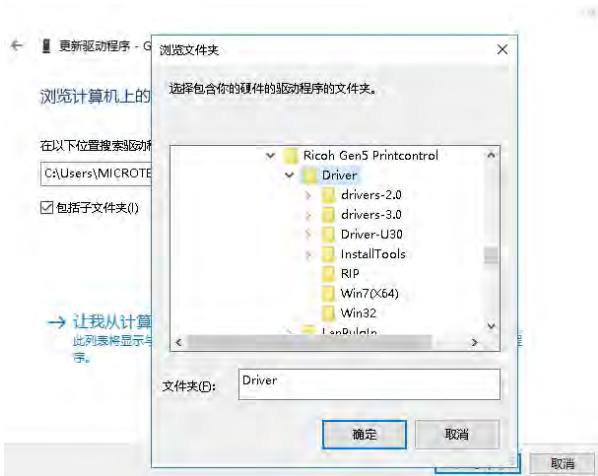 更新驱动程序 - G
浏览文件夹
浏览计算机上的
选择包含你的硬件的驱动程序的文件夹。
在以下位置搜索驱动
C:\Users\MICROTE
包括子文件夹(I)
Ricoh Gen5 Printcontrol
Driver
drivers-2.0
drivers-3.0
Driver-U30
InstallTools
RIP
Win7(X64)
Win32
让我从计算
此列表将显示与
程
序。
文件夹(F):
Driver
确定
取消
取消